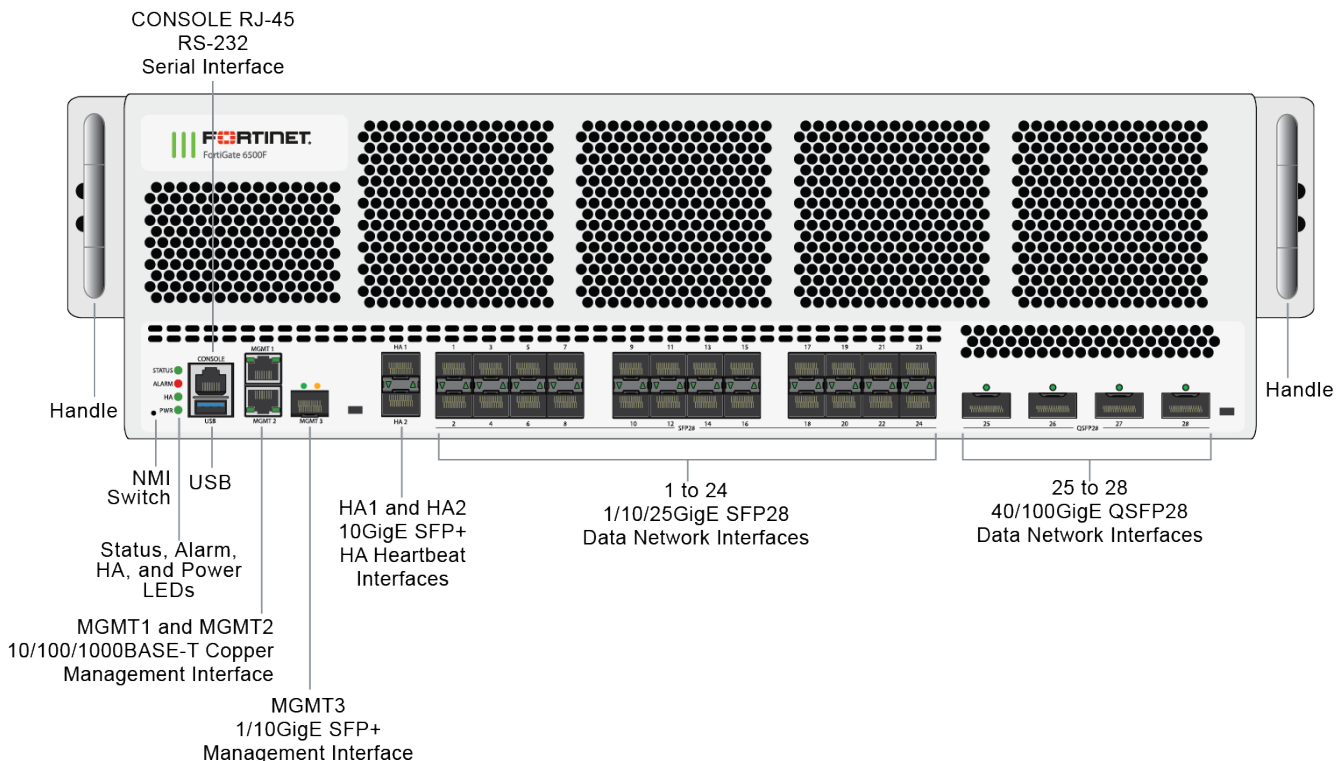 CONSOLE RJ-45
RS-232
Serial Interface
FORTINET.
FortiGate 6500F
Handle
Handle
STATUS
ALARM
HA
PWR
CONSOLE
USB
MGMT 1
MGMT 2
MGMT 3
HA 1
HA 2
1 3 5 7
2 4 6 8
9 11 13 15
10 12 14 16
SFP28
17 19 21 23
18 20 22 24
25 26 27 28
QSFP28
NMI
Switch
USB
Status, Alarm,
HA, and Power
LEDs
MGMT1 and MGMT2
10/100/1000BASE-T Copper
Management Interface
MGMT3
1/10GigE SFP+
Management Interface
HA1 and HA2
10GigE SFP+
HA Heartbeat
Interfaces
1 to 24
1/10/25GigE SFP28
Data Network Interfaces
25 to 28
40/100GigE QSFP28
Data Network Interfaces